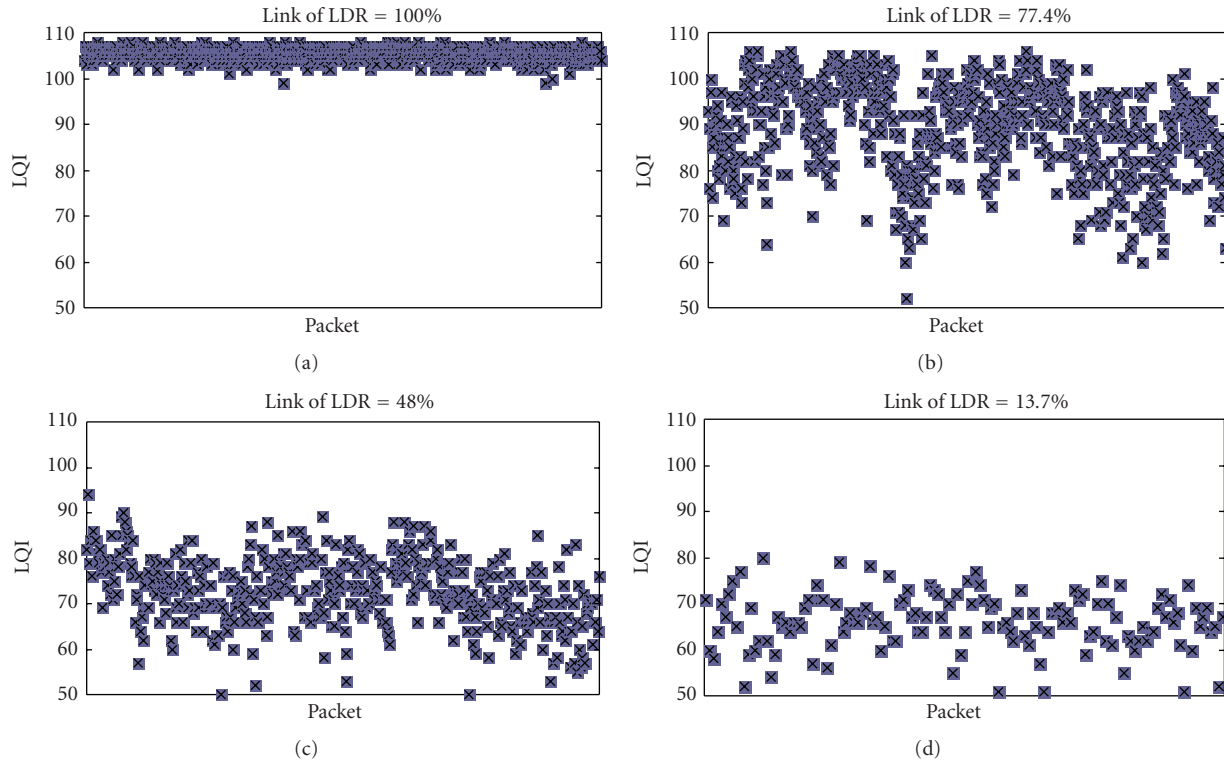 Link of LDR = 100%
110
100
90
80
70
60
50
LQI
Packet
(a)
Link of LDR = 77.4%
110
100
90
80
70
60
50
LQI
Packet
(b)
Link of LDR = 48%
110
100
90
80
70
60
50
LQI
Packet
(c)
Link of LDR = 13.7%
110
100
90
80
70
60
50
LQI
Packet
(d)